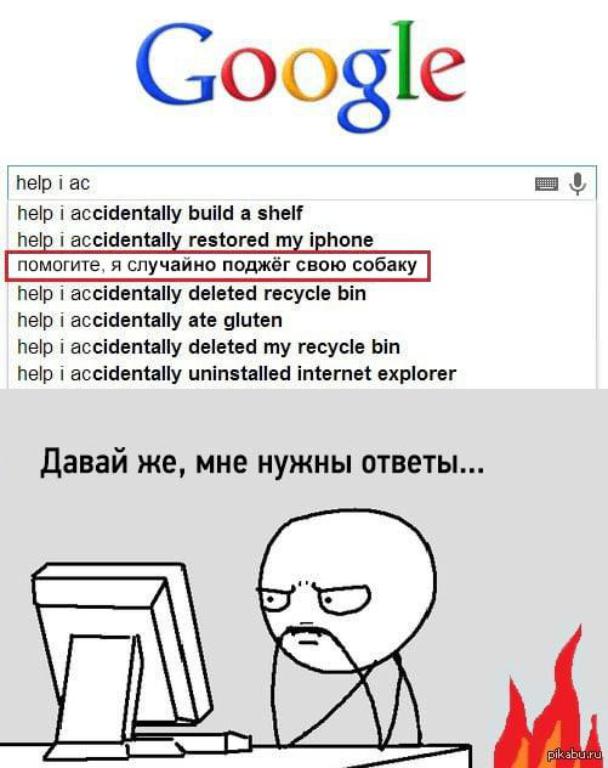 Google
help i ac
help i accidentally build a shelf
help i accidentally restored my iphone
помогите, я случайно поджёг свою собаку
help i accidentally deleted recycle bin
help i accidentally ate gluten
help i accidentally deleted my recycle bin
help i accidentally uninstalled internet explorer
Давай же, мне нужны ответы...
pikabu.ru